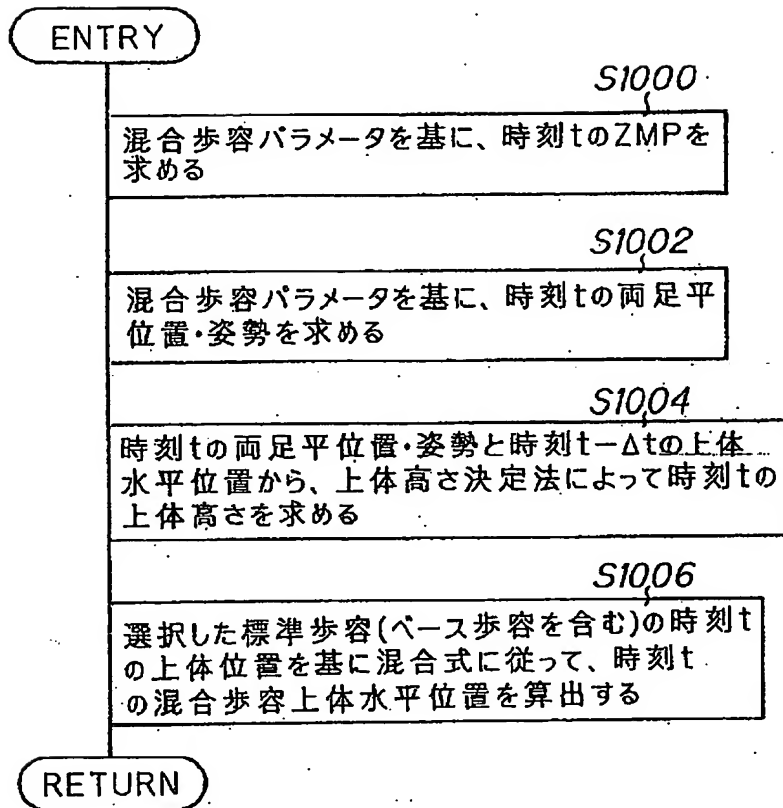 ENTRY
S1000
混合歩容パラメータを基に、時刻tのZMPを
求める
S1002
混合歩容パラメータを基に、時刻tの両足平
位置・姿勢を求める
S1004
時刻tの両足平位置・姿勢と時刻t-Δtの上体
水平位置から、上体高さ決定法によって時刻tの
上体高さを求める
S1006
選択した標準歩容(ベース歩容を含む)の時刻t
の上体位置を基に混合式に従って、時刻t
の混合歩容上体水平位置を算出する
RETURN